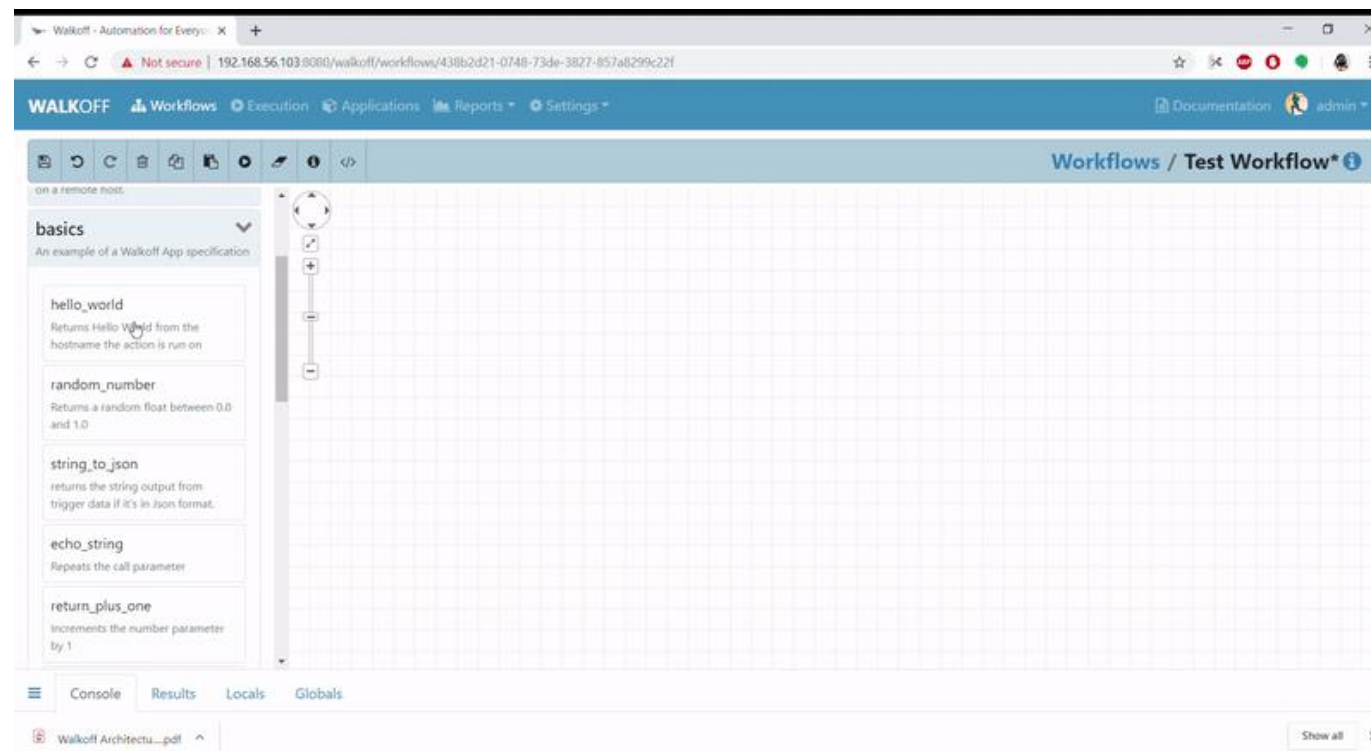 Walkoff - Automation for Every
Not secure | 192.168.56.103:8080/walkoff/workflows/438b2d21-0748-73de-3827-857a8299c22f
WALKOFF Workflows Execution Applications Reports Settings Documentation admin
Workflows / Test Workflow*
on a remote host.
basics
An example of a Walkoff App specification
hello_world
Returns Hello World from the
hostname the action is run on
random_number
Returns a random float between 0.0
and 1.0
string_to_json
returns the string output from
trigger data if it's in Json format.
echo_string
Repeats the call parameter
return_plus_one
Increments the number parameter
by 1
Console Results Locals Globals
Walkoff Architectu....pdf Show all